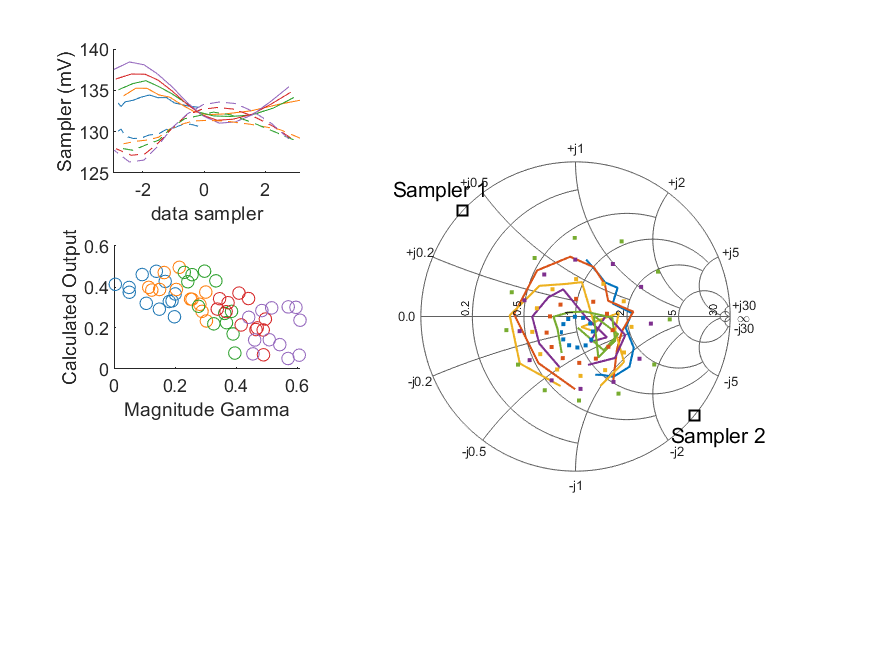 140
135
130
125
Sampler (mV)
-2
0
2
data sampler
0.6
0.4
0.2
0
Calculated Output
0
0.2
0.4
0.6
Magnitude Gamma
+j1
+j0.5
+j2
Sampler 1
+j0.2
+j5
0.0
0.2
0.5
1
2
5
30
+j30
∞
-j30
-j0.2
-j5
Sampler 2
-j0.5
-j2
-j1